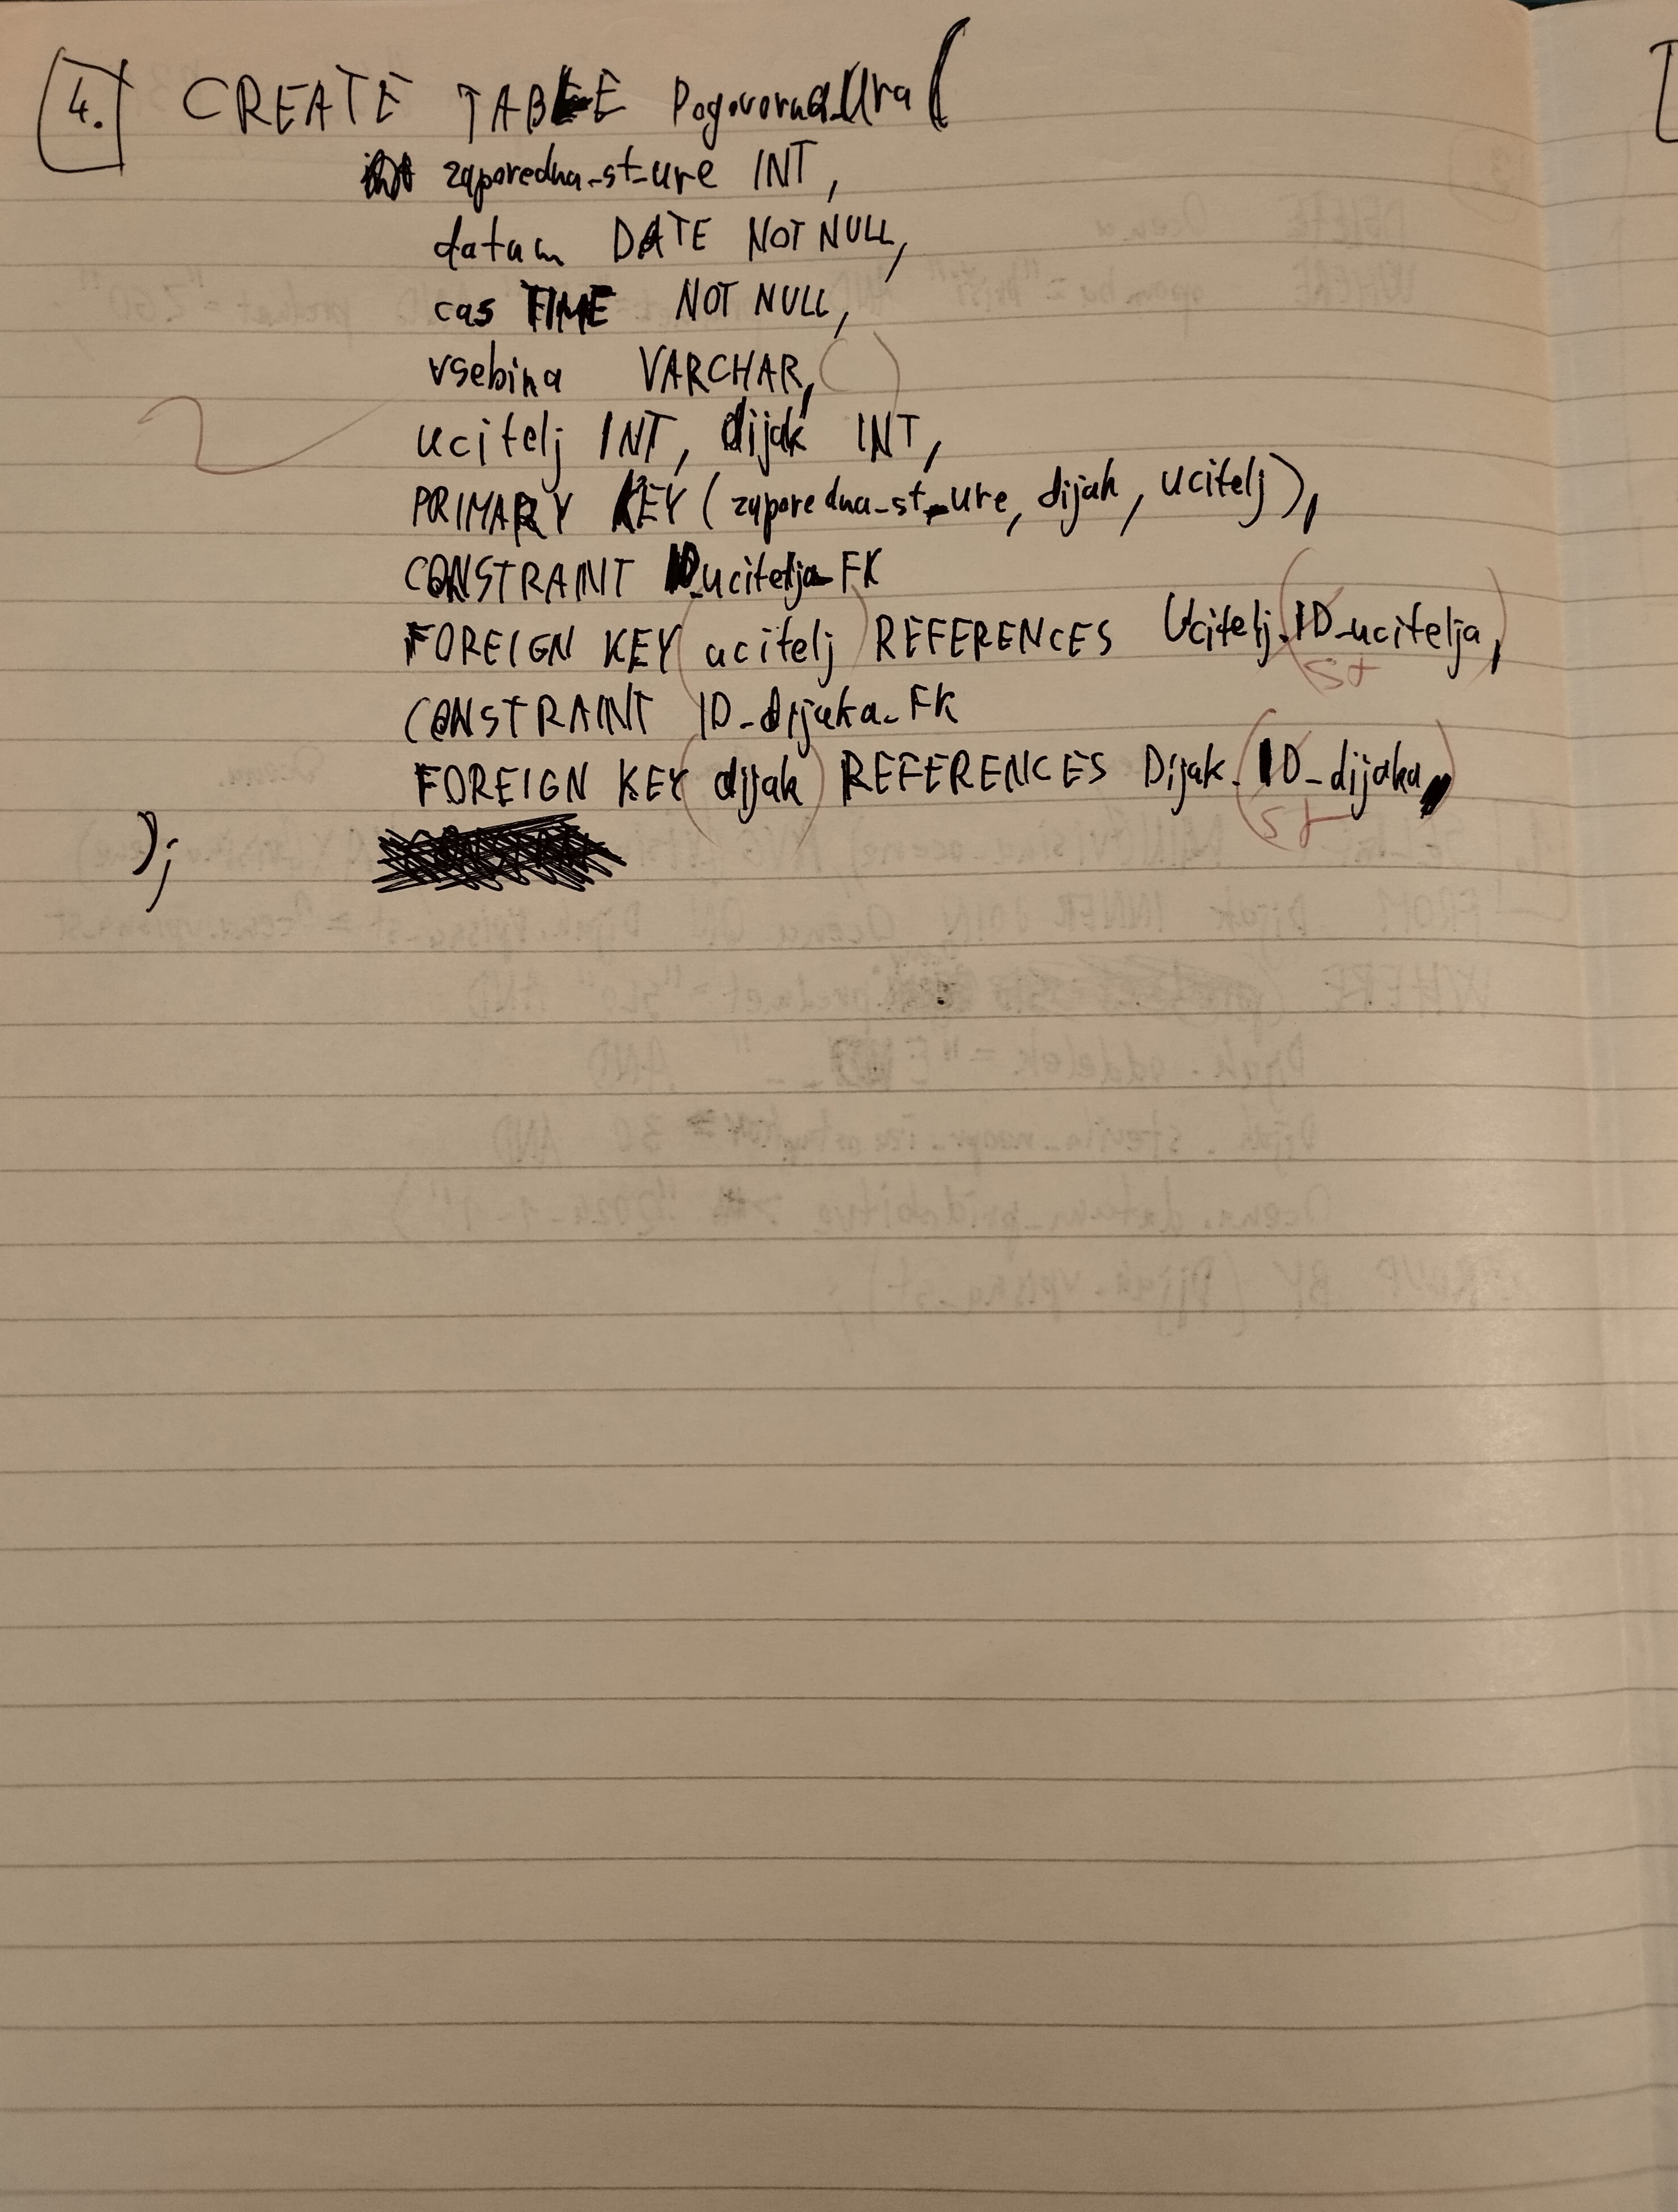 4. CREATE TABLE Pogovorna_Ura(
zaporedna_st_ure INT,
datum DATE NOT NULL,
cas TIME NOT NULL,
vsebina VARCHAR, ( )
ucitelj INT, dijak INT,
PRIMARY KEY (zaporedna_st_ure, dijak, ucitelj),
CONSTRAINT ID_ucitelja_FK
FOREIGN KEY (ucitelj) REFERENCES Ucitelj.(ID_ucitelja),
st
CONSTRAINT ID_dijaka_FK
FOREIGN KEY (dijak) REFERENCES Dijak.(ID_dijaka)
st
);